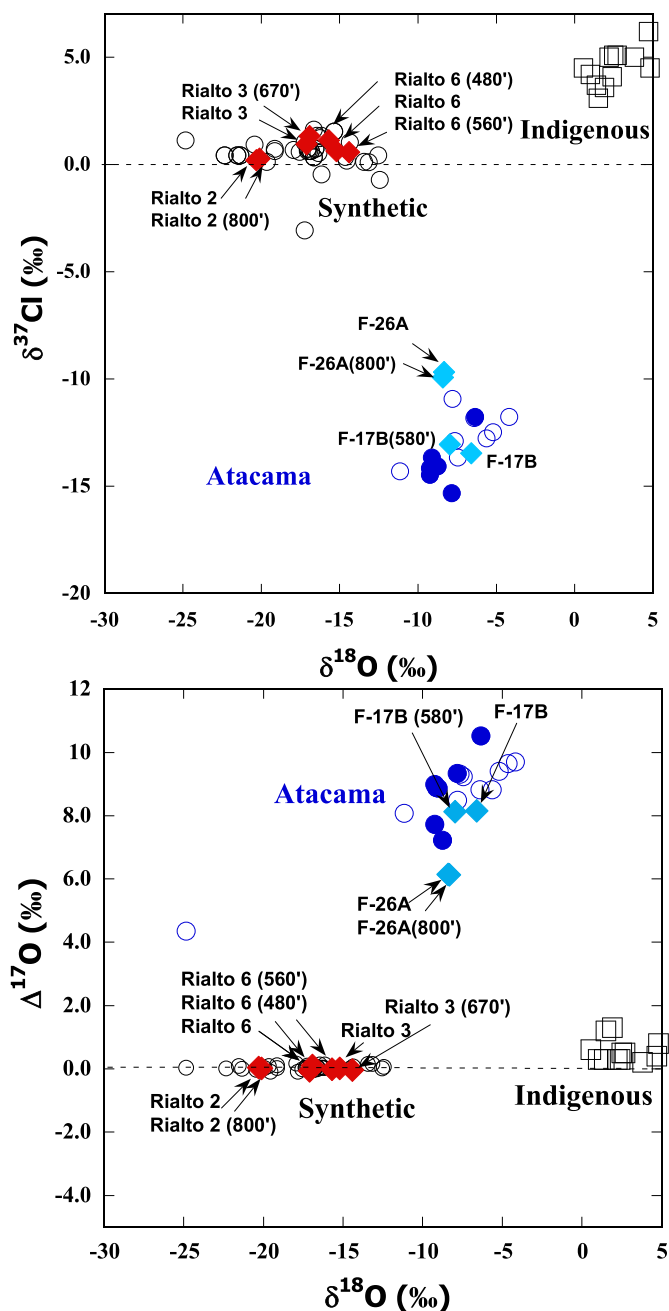 5.0
0.0
-5.0
-10
-15
-20
δ³⁷Cl (‰)
Rialto 3 (670')
Rialto 3
Rialto 6 (480')
Rialto 6
Rialto 6 (560')
Indigenous
Rialto 2
Rialto 2 (800')
Synthetic
F-26A
F-26A(800')
F-17B(580')
F-17B
Atacama
-30 -25 -20 -15 -10 -5 0 5
δ¹⁸O (‰)
12
10
8.0
6.0
4.0
2.0
0.0
-2.0
-4.0
Δ¹⁷O (‰)
F-17B (580')
F-17B
Atacama
F-26A
F-26A(800')
Rialto 6 (560')
Rialto 6 (480')
Rialto 6
Rialto 3 (670')
Rialto 3
Rialto 2
Rialto 2 (800')
Synthetic
Indigenous
-30 -25 -20 -15 -10 -5 0 5
δ¹⁸O (‰)